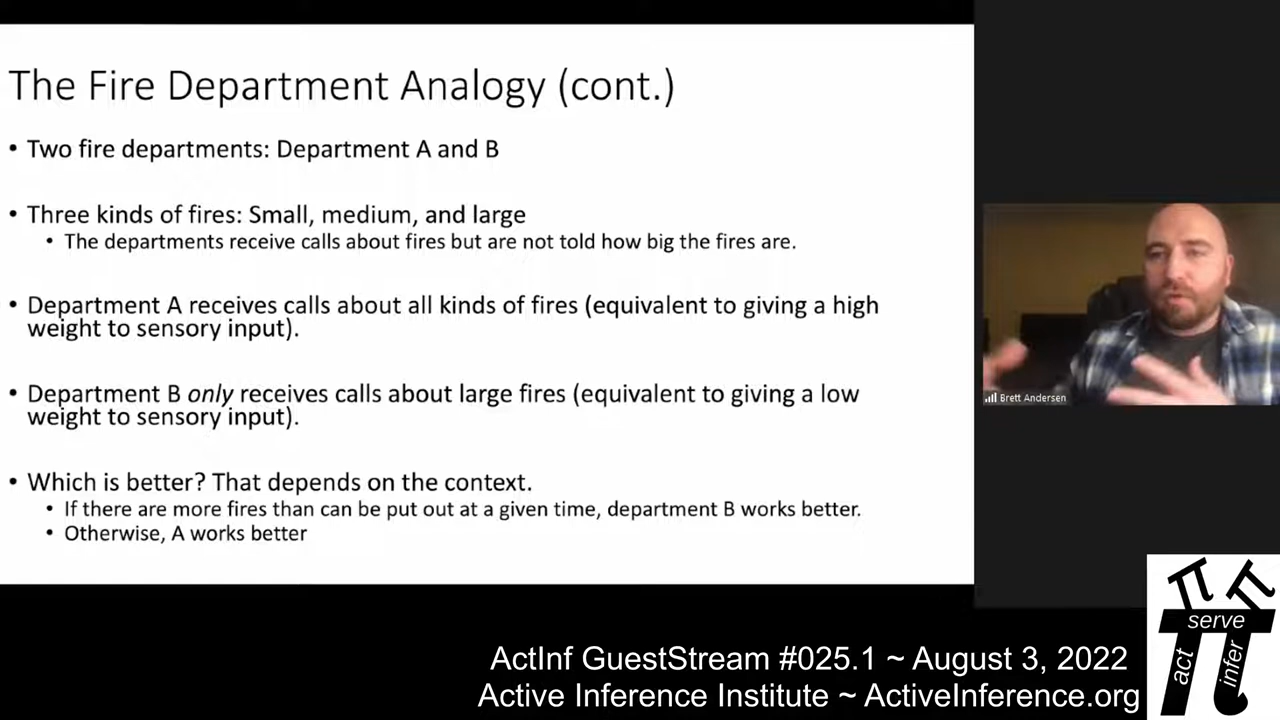 The Fire Department Analogy (cont.)
• Two fire departments: Department A and B
• Three kinds of fires: Small, medium, and large
• The departments receive calls about fires but are not told how big the fires are.
• Department A receives calls about all kinds of fires (equivalent to giving a high
weight to sensory input).
• Department B only receives calls about large fires (equivalent to giving a low
weight to sensory input).
• Which is better? That depends on the context.
• If there are more fires than can be put out at a given time, department B works better.
• Otherwise, A works better
Brett Andersen
ActInf GuestStream #025.1 ~ August 3, 2022
Active Inference Institute ~ ActiveInference.org
π π
serve
act
infer